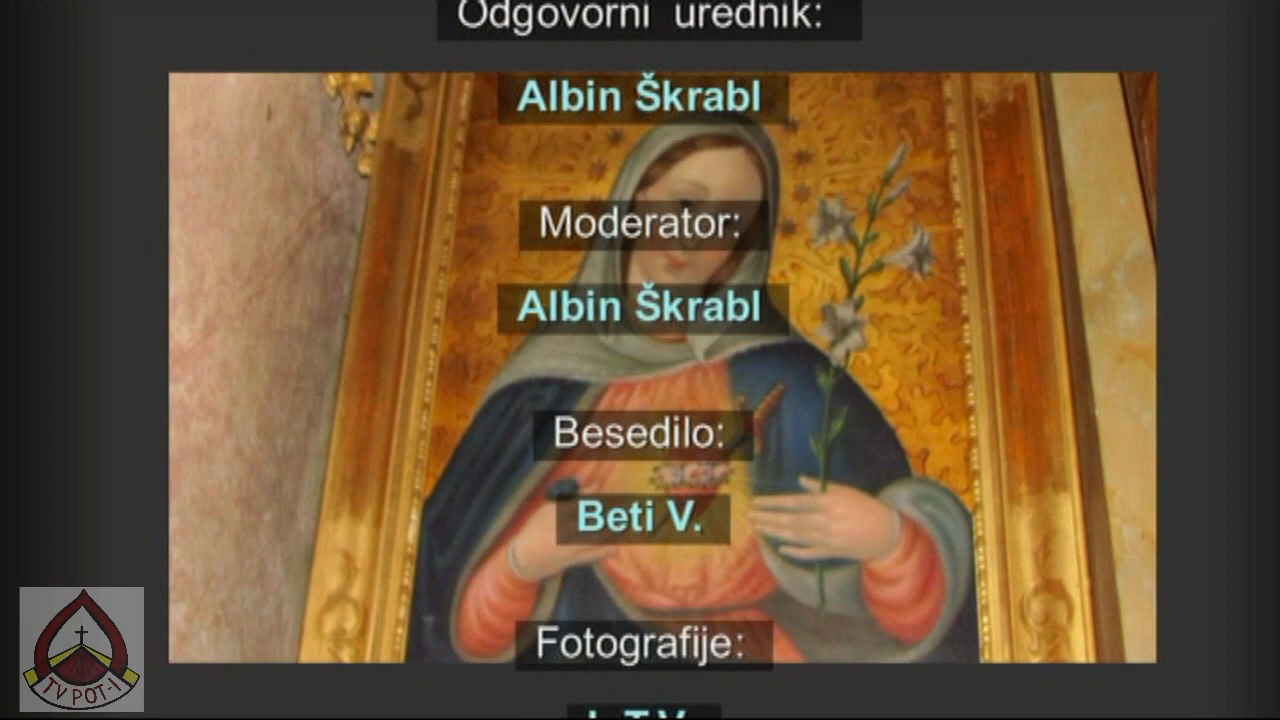 Odgovorni urednik:
Albin Škrabl
Moderator:
Albin Škrabl
Besedilo:
Beti V.
Fotografije:
TV POT-1